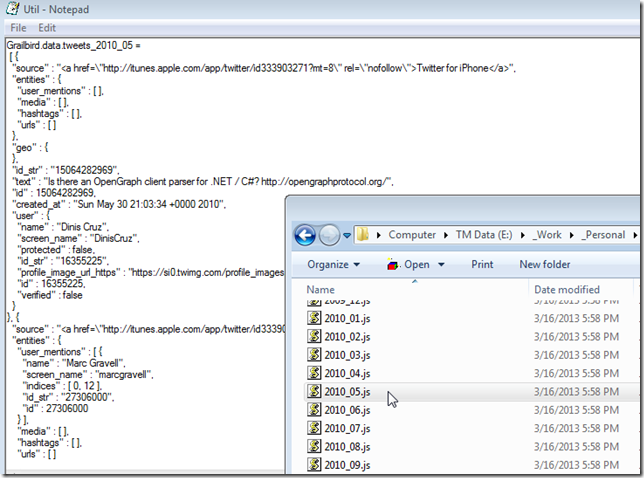 Util - Notepad
File Edit
Grailbird.data.tweets_2010_05 =
[ {
"source" : "<a href=\"http://itunes.apple.com/app/twitter/id333903271?mt=8\" rel=\"nofollow\">Twitter for iPhone</a>",
"entities" : {
"user_mentions" : [ ],
"media" : [ ],
"hashtags" : [ ],
"urls" : [ ]
},
"geo" : {
},
"id_str" : "15064282969",
"text" : "Is there an OpenGraph client parser for .NET / C#? http://opengraphprotocol.org/",
"id" : 15064282969,
"created_at" : "Sun May 30 21:03:34 +0000 2010",
"user" : {
"name" : "Dinis Cruz",
"screen_name" : "DinisCruz",
"protected" : false,
"id_str" : "16355225",
"profile_image_url_https" : "https://si0.twimg.com/profile_images
"id" : 16355225,
"verified" : false
}
}, {
"source" : "<a href=\"http://itunes.apple.com/app/twitter/id33390
"entities" : {
"user_mentions" : [ {
"name" : "Marc Gravell",
"screen_name" : "marcgravell",
"indices" : [ 0, 12 ],
"id_str" : "27306000",
"id" : 27306000
} ],
"media" : [ ],
"hashtags" : [ ],
"urls" : [ ]
Computer TM Data (E:) _Work _Personal
Organize Open Print New folder
Name Date modified
2009_12.js 3/16/2013 5:58 PM
2010_01.js 3/16/2013 5:58 PM
2010_02.js 3/16/2013 5:58 PM
2010_03.js 3/16/2013 5:58 PM
2010_04.js 3/16/2013 5:58 PM
2010_05.js 3/16/2013 5:58 PM
2010_06.js 3/16/2013 5:58 PM
2010_07.js 3/16/2013 5:58 PM
2010_08.js 3/16/2013 5:58 PM
2010_09.js 3/16/2013 5:58 PM